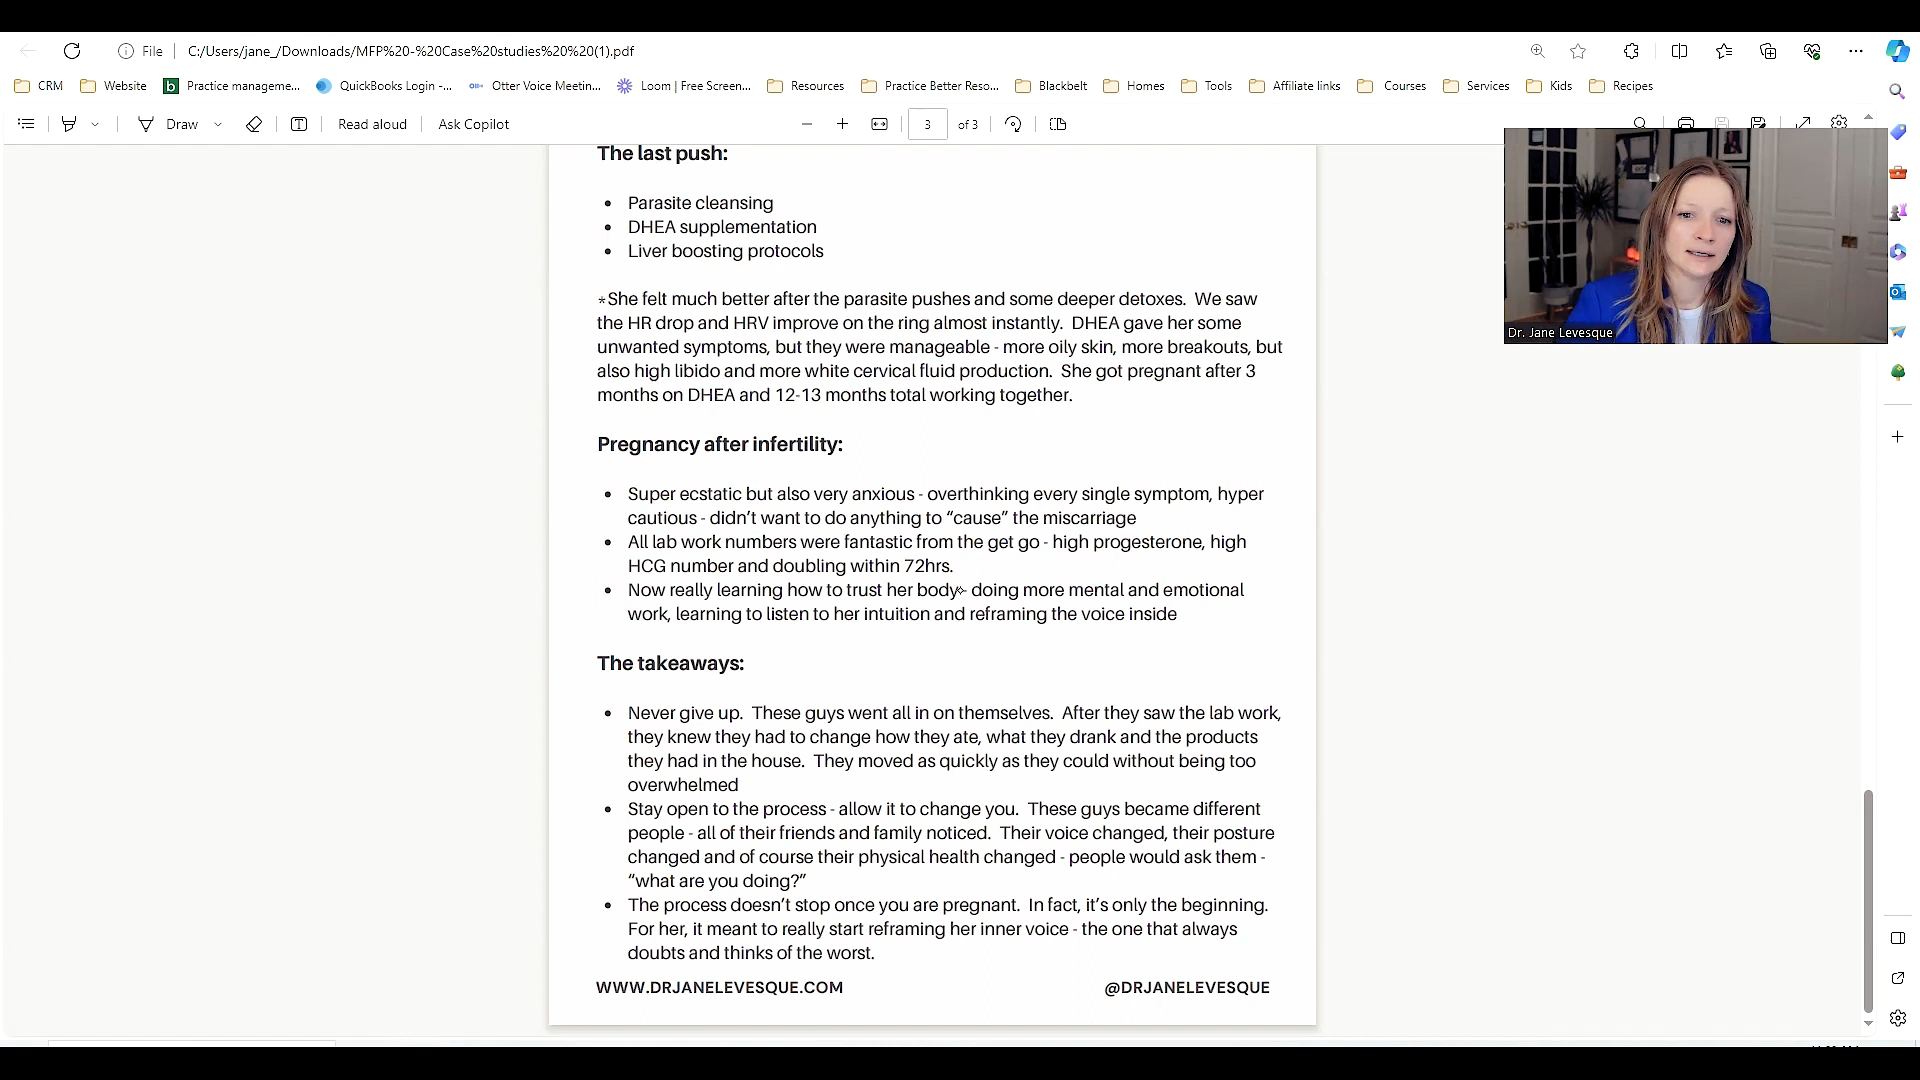 File
C:/Users/jane_/Downloads/MFP%20-%20Case%20studies%20%20(1).pdf
CRM
Website
Practice manageme...
QuickBooks Login -...
Otter Voice Meetin...
Loom | Free Screen...
Resources
Practice Better Reso...
Blackbelt
Homes
Tools
Affiliate links
Courses
Services
Kids
Recipes
Draw
Read aloud
Ask Copilot
3
of 3
The last push:
• Parasite cleansing
• DHEA supplementation
• Liver boosting protocols
*She felt much better after the parasite pushes and some deeper detoxes.  We saw
the HR drop and HRV improve on the ring almost instantly.  DHEA gave her some
unwanted symptoms, but they were manageable - more oily skin, more breakouts, but
also high libido and more white cervical fluid production.  She got pregnant after 3
months on DHEA and 12-13 months total working together.
Pregnancy after infertility:
• Super ecstatic but also very anxious - overthinking every single symptom, hyper
cautious - didn't want to do anything to “cause” the miscarriage
• All lab work numbers were fantastic from the get go - high progesterone, high
HCG number and doubling within 72hrs.
• Now really learning how to trust her body - doing more mental and emotional
work, learning to listen to her intuition and reframing the voice inside
The takeaways:
• Never give up.  These guys went all in on themselves.  After they saw the lab work,
they knew they had to change how they ate, what they drank and the products
they had in the house.  They moved as quickly as they could without being too
overwhelmed
• Stay open to the process - allow it to change you.  These guys became different
people - all of their friends and family noticed.  Their voice changed, their posture
changed and of course their physical health changed - people would ask them -
“what are you doing?”
• The process doesn't stop once you are pregnant.  In fact, it's only the beginning.
For her, it meant to really start reframing her inner voice - the one that always
doubts and thinks of the worst.
WWW.DRJANELEVESQUE.COM
@DRJANELEVESQUE
Dr. Jane Levesque